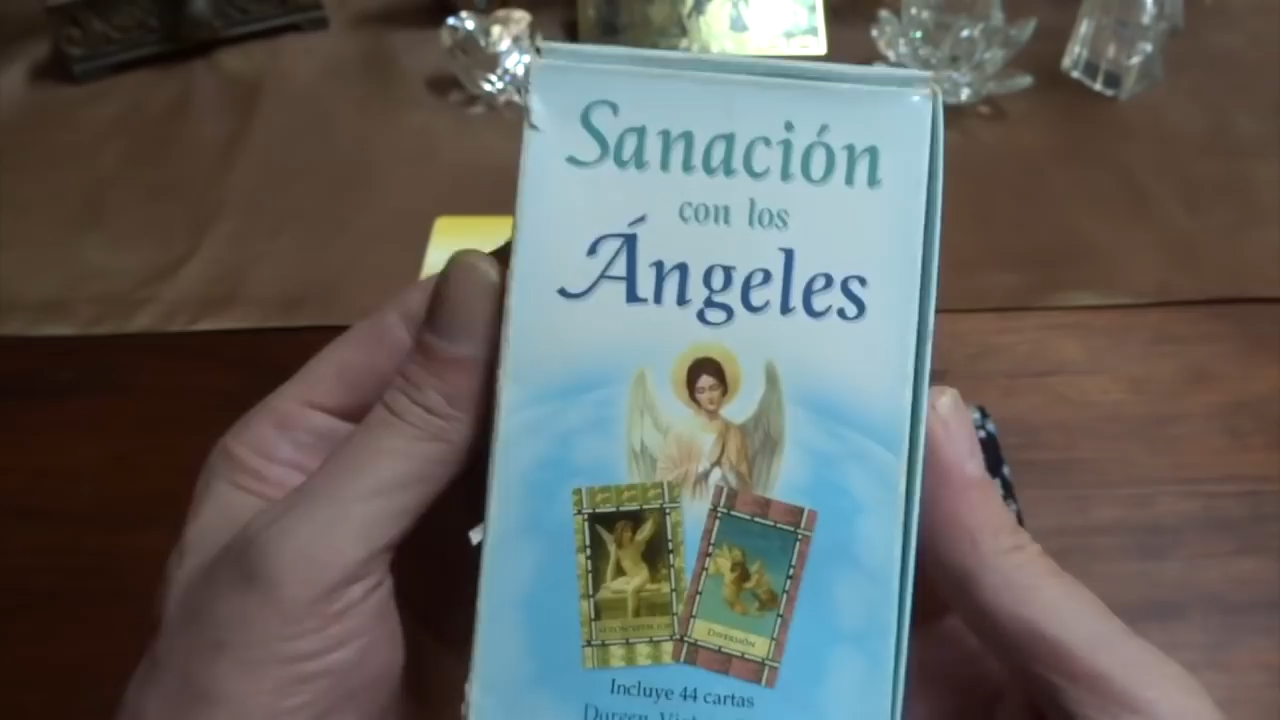 Sanación
con los
Ángeles
DIVERSIÓN
Incluye 44 cartas